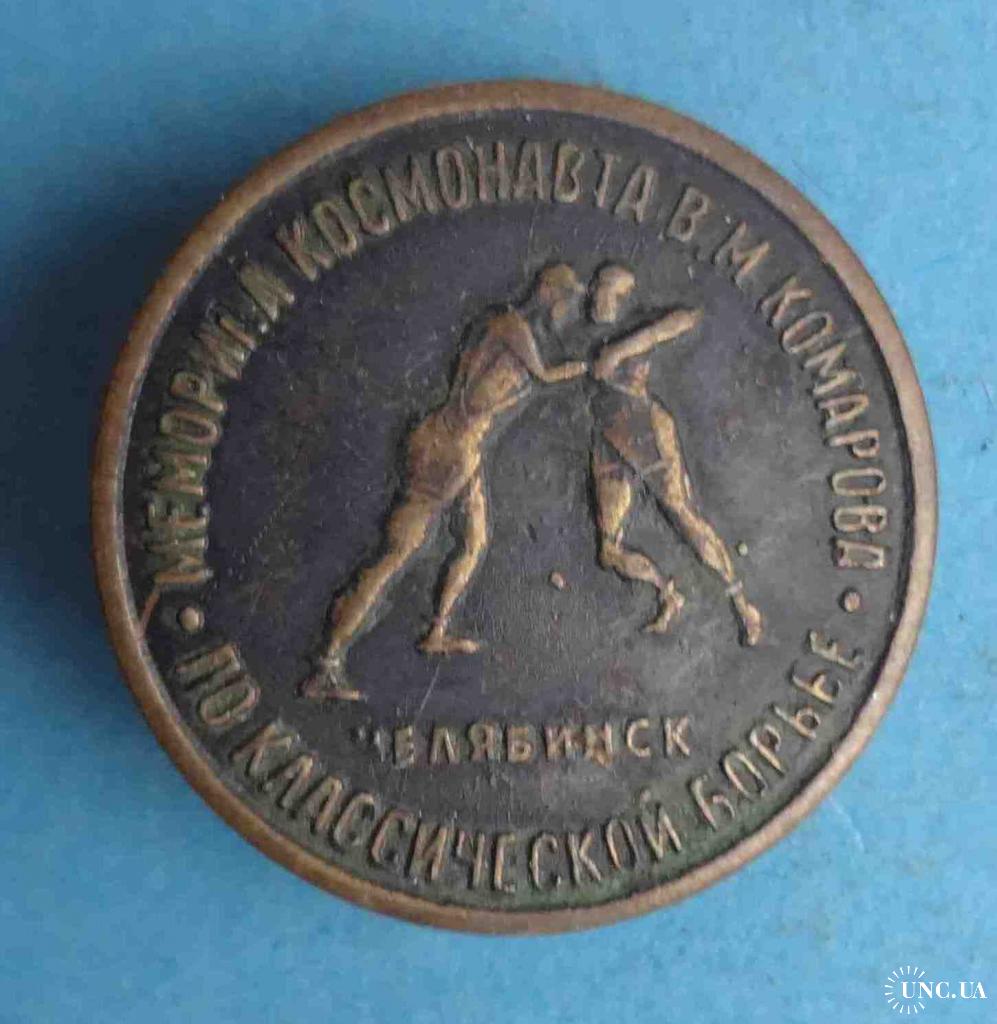 МЕМОРИАЛ КОСМОНАВТА В.М КОМАРОВА
ЧЕЛЯБИНСК
• ПО КЛАССИЧЕСКОЙ БОРЬБЕ •
UNC.UA